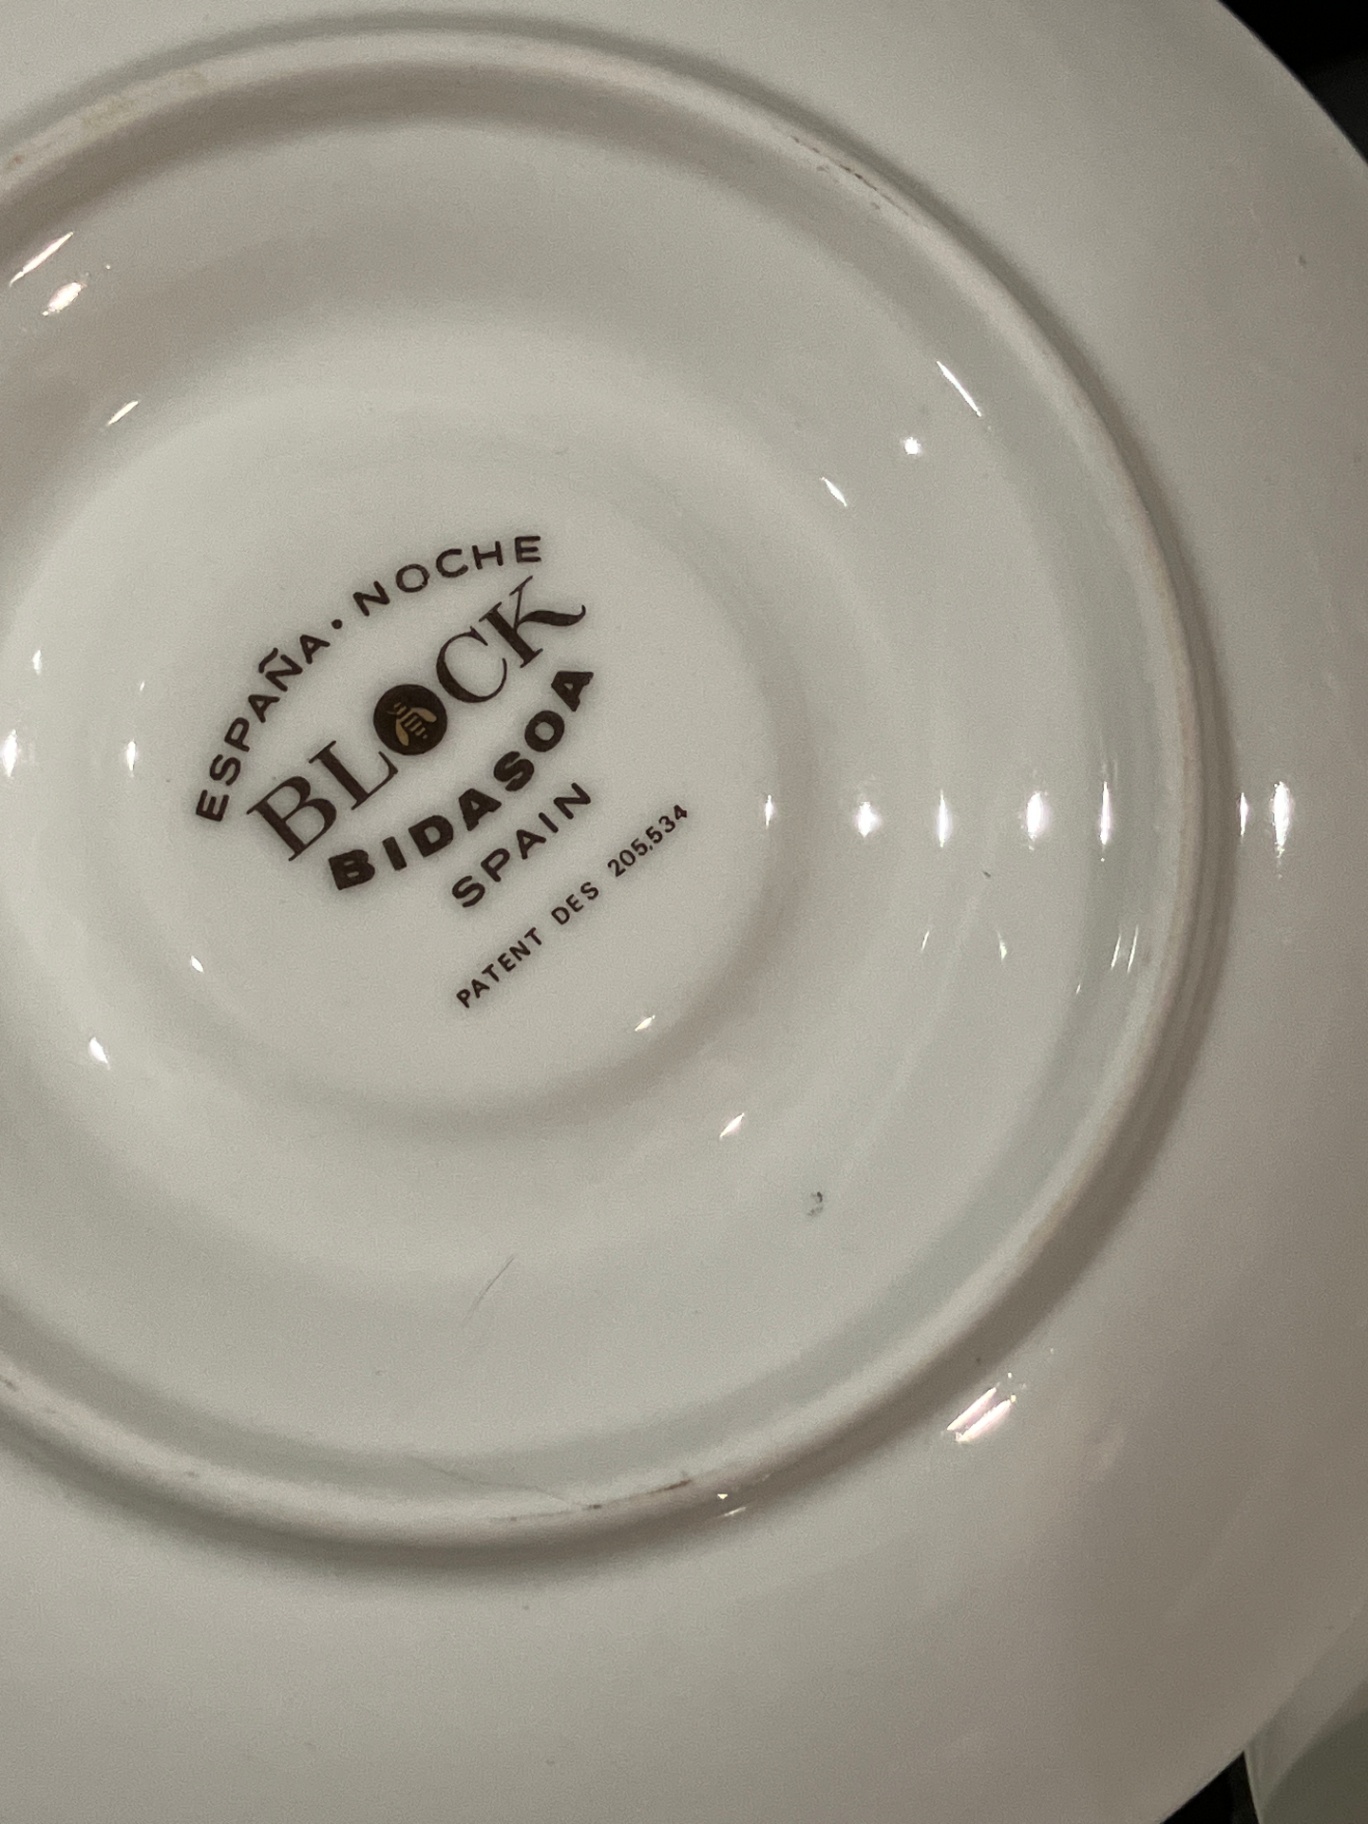 ESPAÑA · NOCHE
BLOCK
BIDASOA
SPAIN
PATENT DES 205,534